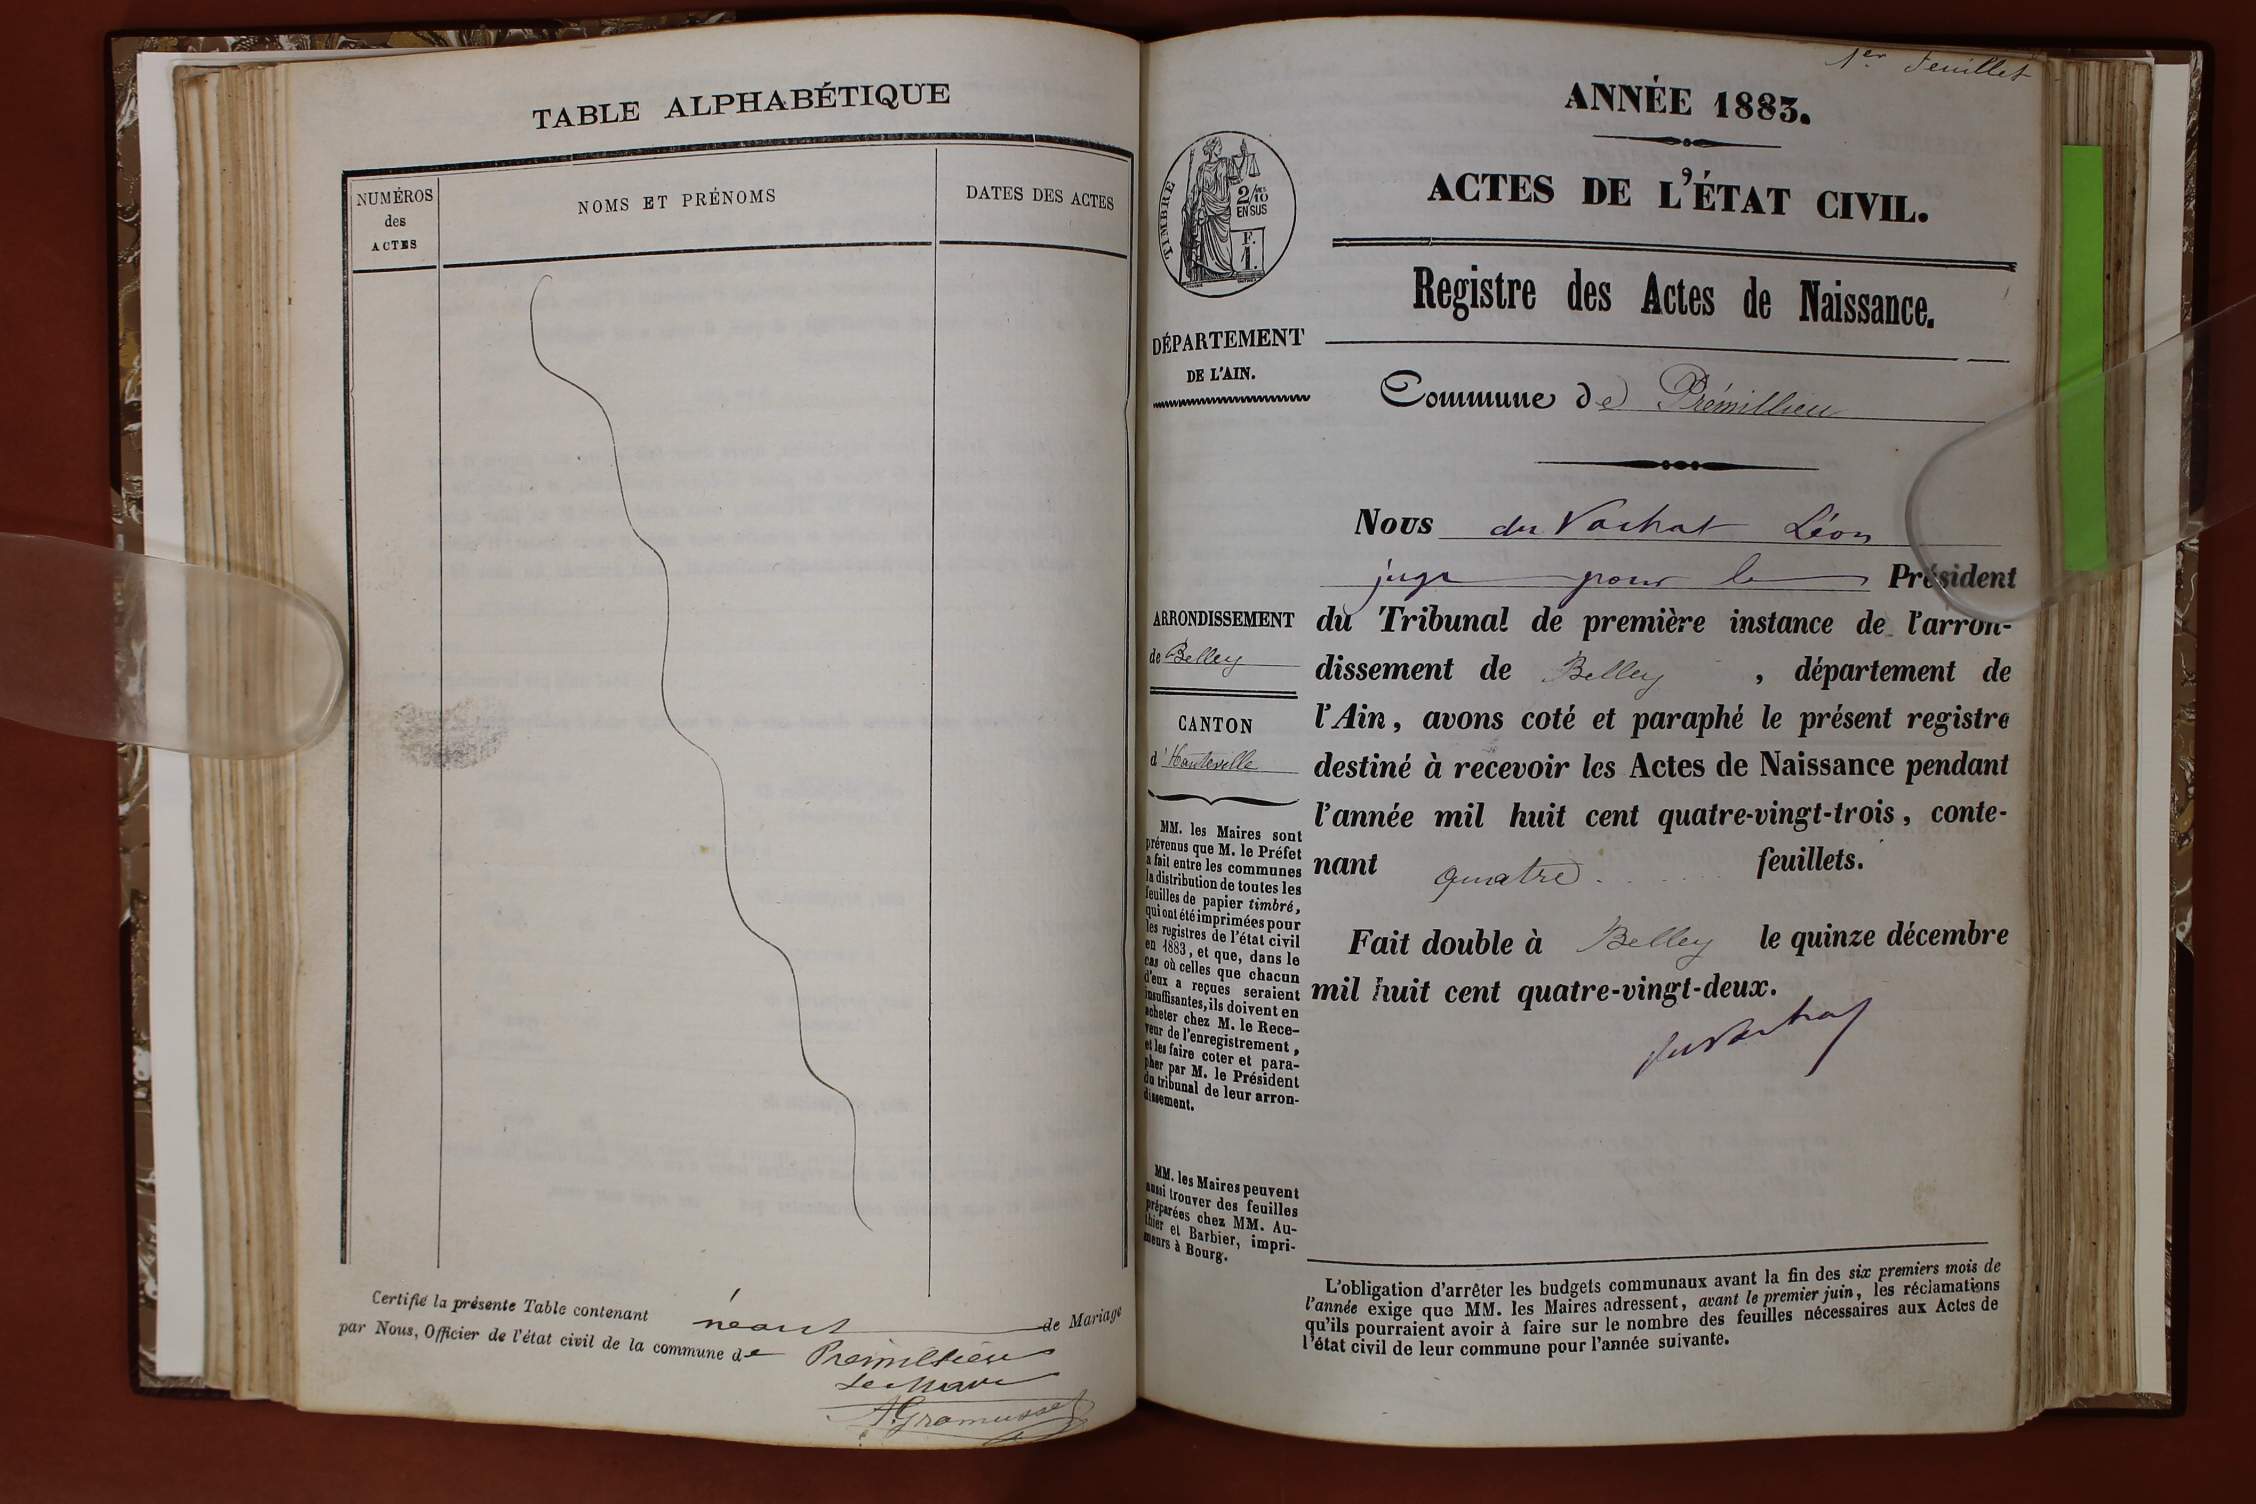 TABLE ALPHABÉTIQUE
NUMÉROS
des
ACTES
NOMS ET PRÉNOMS
DATES DES ACTES
Certifié la présente Table contenant néant de Mariage
par Nous, Officier de l'état civil de la commune de Prémillieu
Le Maire
A. Gramusset
1er feuillet
ANNÉE 1883.
ACTES DE L'ÉTAT CIVIL.
Registre des Actes de Naissance.
TIMBRE
2/10es
EN SUS
F.
1.
DÉPARTEMENT
DE L'AIN.
Commune de Prémillieu
ARRONDISSEMENT
de Belley
CANTON
d'Hauteville
MM. les Maires sont
prévenus que M. le Préfet
a fait entre les communes
la distribution de toutes les
feuilles de papier timbré,
qui ont été imprimées pour
les registres de l'état civil
en 1883, et que, dans le
cas où celles que chacun
d'eux a reçues seraient
insuffisantes, ils doivent en
acheter chez M. le Rece-
veur de l'enregistrement,
et les faire coter et para-
pher par M. le Président
du tribunal de leur arron-
dissement.
MM. les Maires peuvent
aussi trouver des feuilles
préparées chez MM. Au-
thier et Barbier, impri-
meurs à Bourg.
Nous du Vachat Léon
juge pour le Président
du Tribunal de première instance de l'arron-
dissement de Belley, département de
l'Ain, avons coté et paraphé le présent registre
destiné à recevoir les Actes de Naissance pendant
l'année mil huit cent quatre-vingt-trois, conte-
nant quatre feuillets.
Fait double à Belley le quinze décembre
mil huit cent quatre-vingt-deux.
du Vachat
L'obligation d'arrêter les budgets communaux avant la fin des six premiers mois de
l'année exige que MM. les Maires adressent, avant le premier juin, les réclamations
qu'ils pourraient avoir à faire sur le nombre des feuilles nécessaires aux Actes de
l'état civil de leur commune pour l'année suivante.